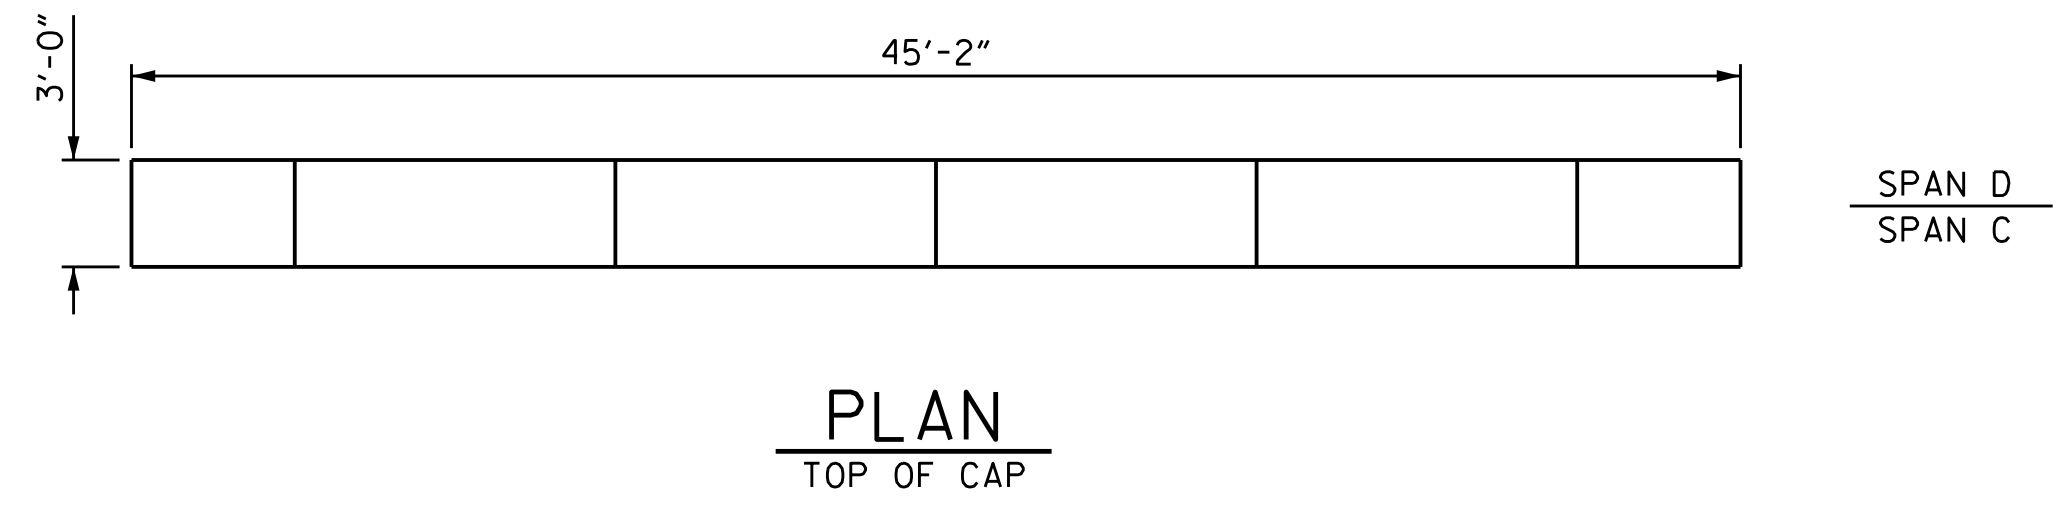 3'-0"
45'-2"
SPAN D
SPAN C
PLAN
TOP OF CAP